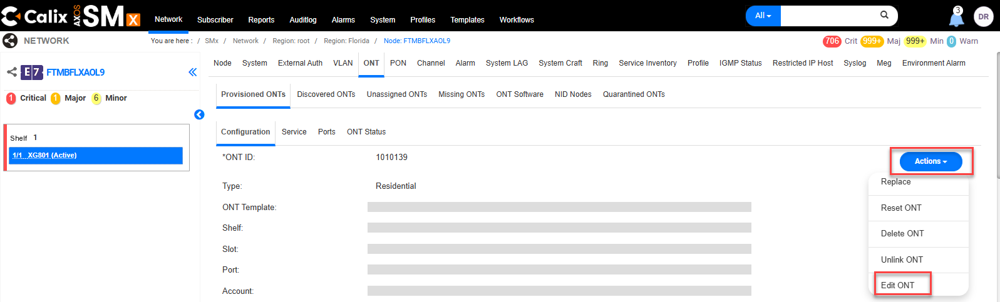 Calix AXOS SMx Network Subscriber Reports Auditlog Alarms System Profiles Templates Workflows All 3 DR
NETWORK You are here : / SMx / Network / Region: root / Region: Florida / Node: FTMBFLXAOL9 706 Crit 999+ Maj 999+ Min 0 Warn
Node System External Auth VLAN ONT PON Channel Alarm System LAG System Craft Ring Service Inventory Profile IGMP Status Restricted IP Host Syslog Meg Environment Alarm
E7 FTMBFLXAOL9
1 Critical 1 Major 6 Minor
Provisioned ONTs Discovered ONTs Unassigned ONTs Missing ONTs ONT Software NID Nodes Quarantined ONTs
Shelf 1
1/1 XG801 (Active)
Configuration Service Ports ONT Status
*ONT ID: 1010139
Actions
Type: Residential
Replace
ONT Template:
Reset ONT
Shelf:
Delete ONT
Slot:
Unlink ONT
Port:
Edit ONT
Account: